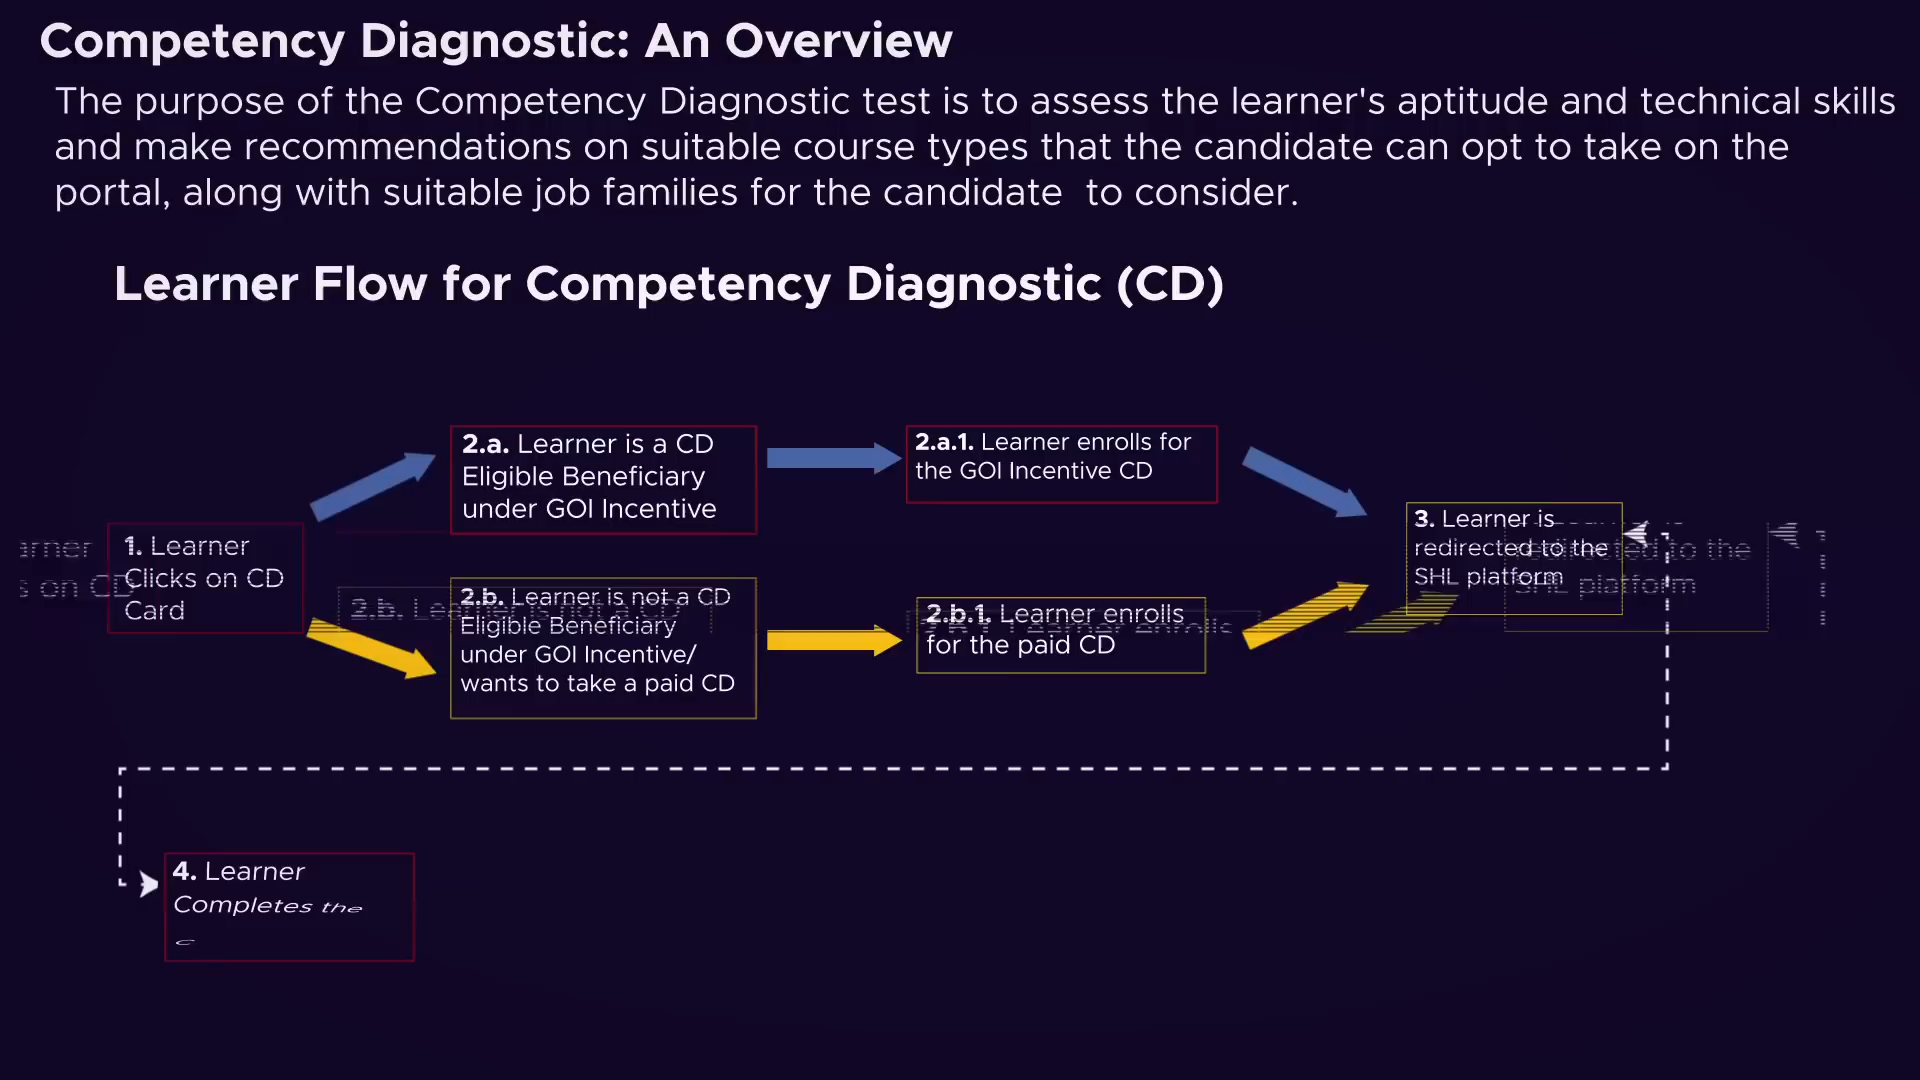 Competency Diagnostic: An Overview
The purpose of the Competency Diagnostic test is to assess the learner's aptitude and technical skills
and make recommendations on suitable course types that the candidate can opt to take on the
portal, along with suitable job families for the candidate to consider.
Learner Flow for Competency Diagnostic (CD)
1. Learner
Clicks on CD
Card
2.a. Learner is a CD
Eligible Beneficiary
under GOI Incentive
2.a.1. Learner enrolls for
the GOI Incentive CD
2.b. Learner is not a CD
Eligible Beneficiary
under GOI Incentive/
wants to take a paid CD
2.b.1. Learner enrolls
for the paid CD
3. Learner is
redirected to the
SHL platform
4. Learner
Completes the